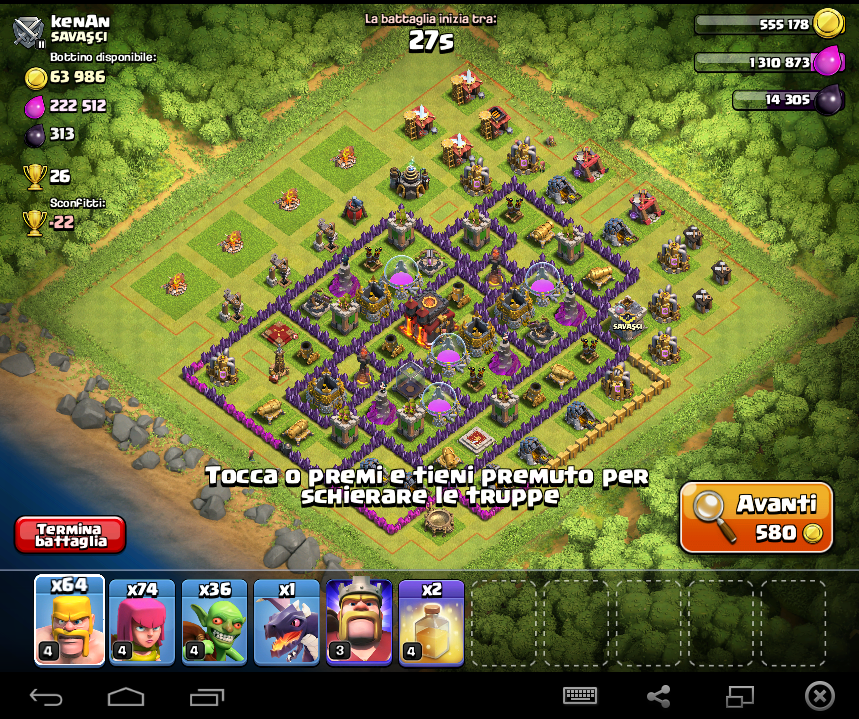 kenAn
SAVAŞÇI
La battaglia inizia tra:
27s
Bottino disponibile:
63 986
222 512
313
26
Sconfitti:
-22
555 178
1 310 873
14 305
SAVAŞÇI
Tocca o premi e tieni premuto per
schierare le truppe
Termina
battaglia
Avanti
580
x64
x74
x36
x1
x2
4
4
4
3
4